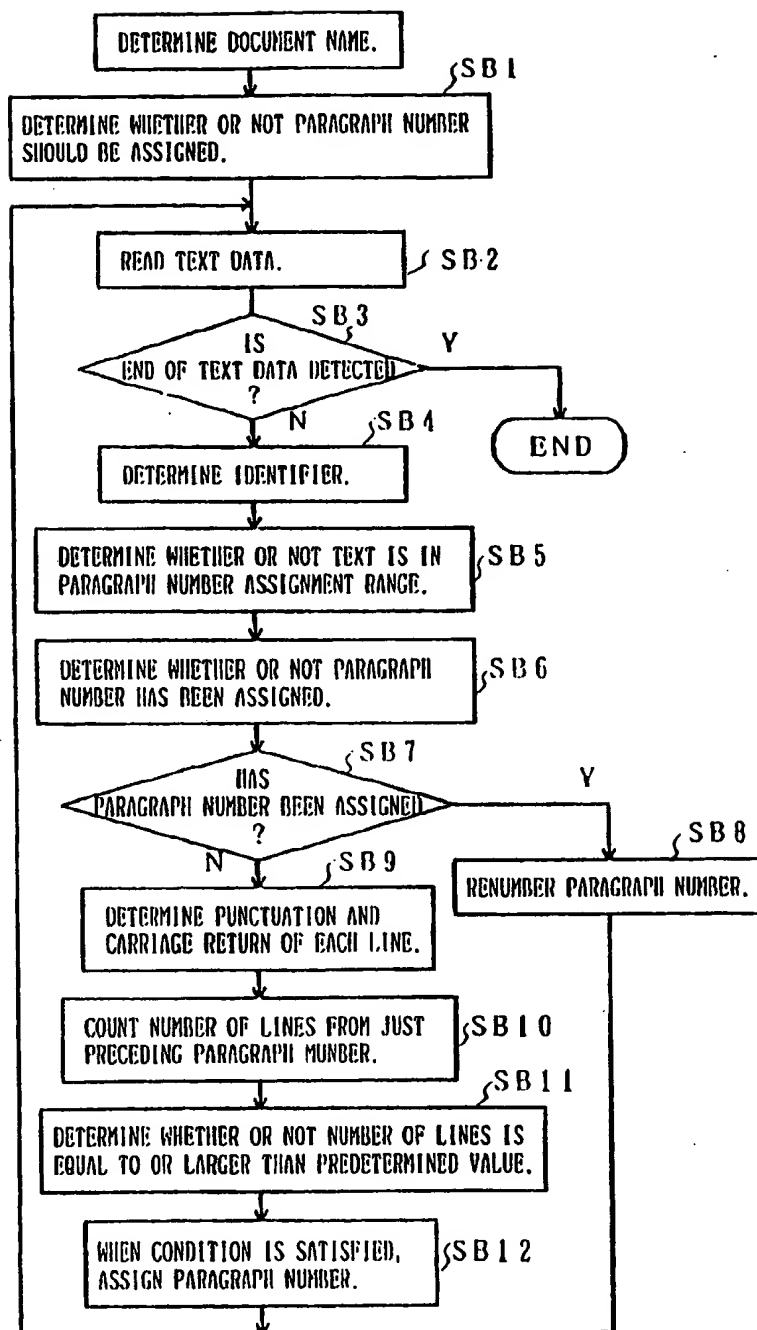 DETERMINE DOCUMENT NAME.
SB1
DETERMINE WHETHER OR NOT PARAGRAPH NUMBER
SHOULD BE ASSIGNED.
READ TEXT DATA.
SB2
SB3
IS
END OF TEXT DATA DETECTED
?
Y
N
END
SB4
DETERMINE IDENTIFIER.
DETERMINE WHETHER OR NOT TEXT IS IN
PARAGRAPH NUMBER ASSIGNMENT RANGE.
SB5
DETERMINE WHETHER OR NOT PARAGRAPH
NUMBER HAS BEEN ASSIGNED.
SB6
SB7
HAS
PARAGRAPH NUMBER BEEN ASSIGNED
?
Y
N
SB8
RENUMBER PARAGRAPH NUMBER.
SB9
DETERMINE PUNCTUATION AND
CARRIAGE RETURN OF EACH LINE.
COUNT NUMBER OF LINES FROM JUST
PRECEDING PARAGRAPH MUNBER.
SB10
SB11
DETERMINE WHETHER OR NOT NUMBER OF LINES IS
EQUAL TO OR LARGER THAN PREDETERMINED VALUE.
WHEN CONDITION IS SATISFIED,
ASSIGN PARAGRAPH NUMBER.
SB12